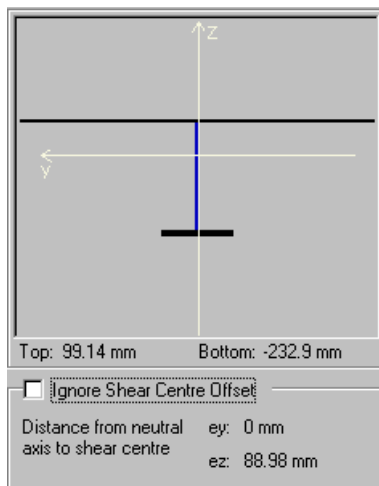 z
y
Top: 99.14 mm Bottom: -232.9 mm
Ignore Shear Centre Offset
Distance from neutral ey: 0 mm
axis to shear centre
ez: 88.98 mm